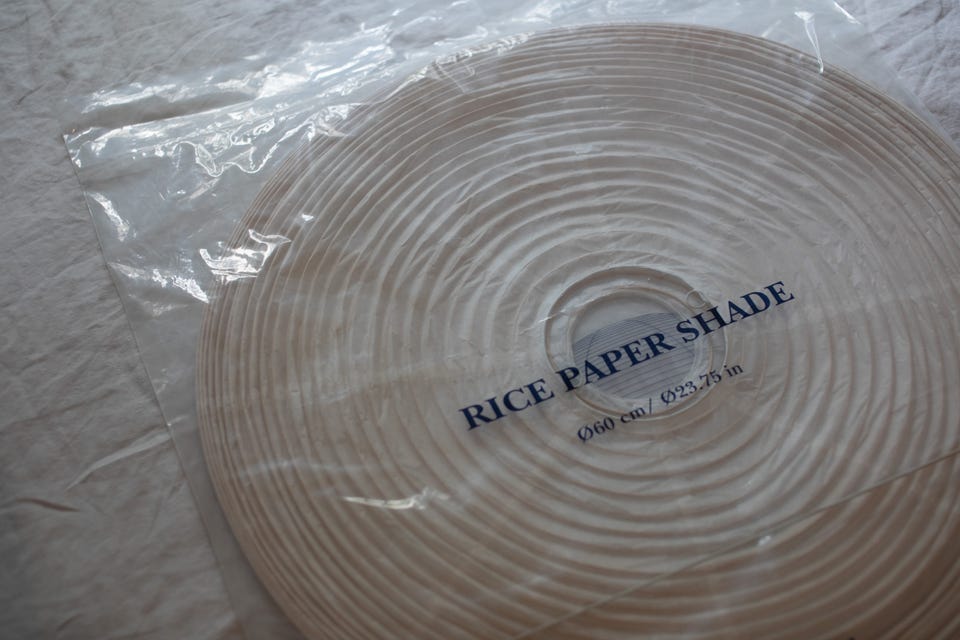 RICE PAPER SHADE
Ø60 cm/ Ø23.75 in